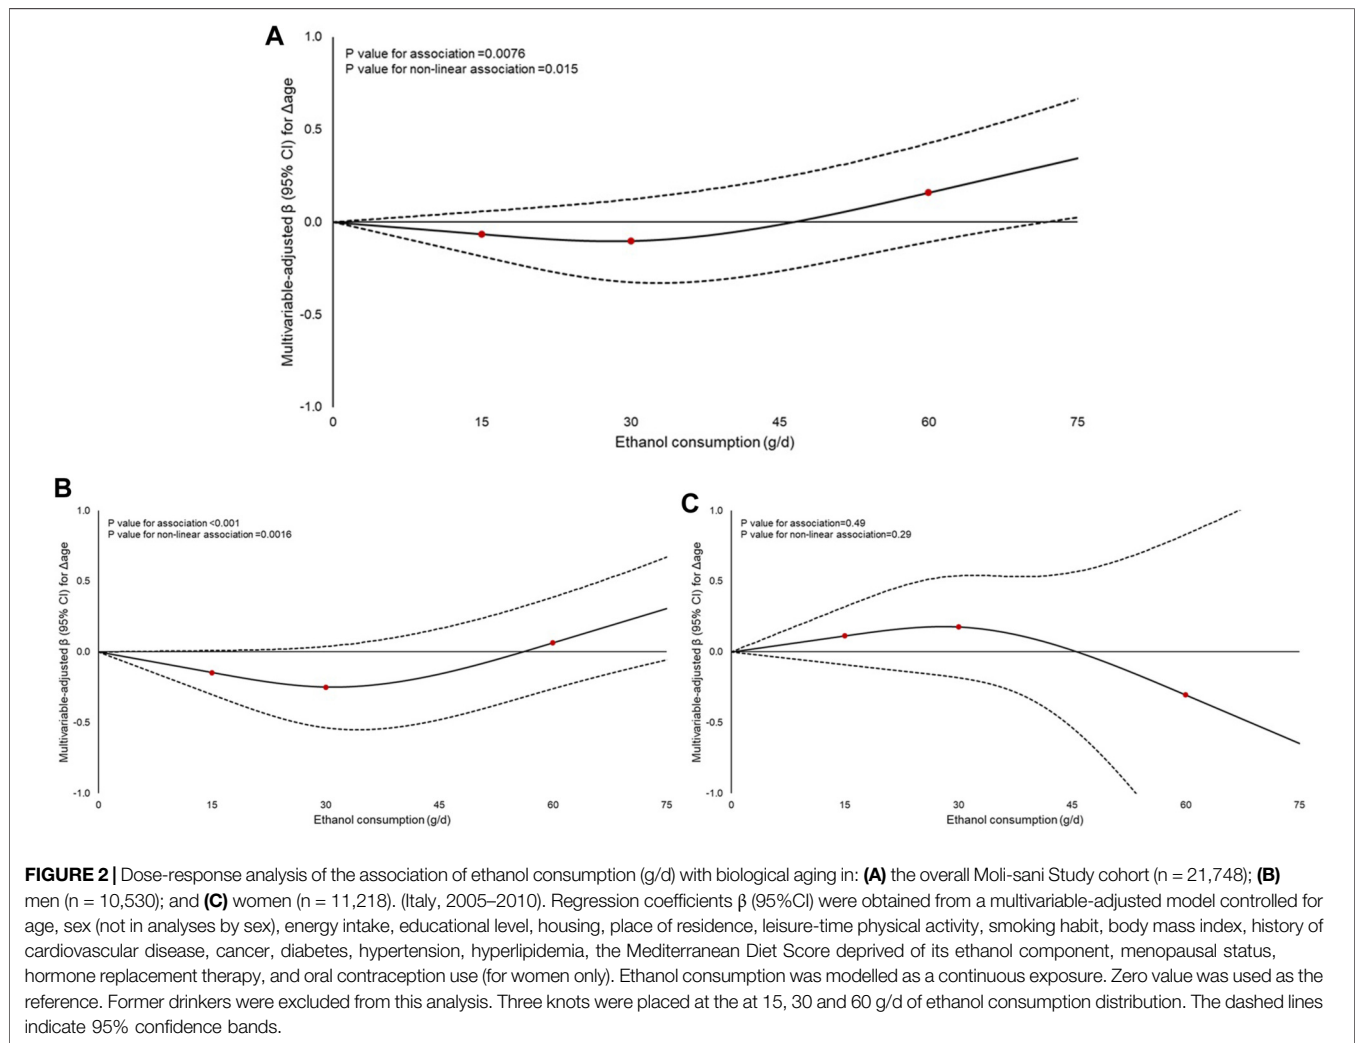 A
P value for association =0.0076
P value for non-linear association =0.015
Multivariable-adjusted β (95% CI) for Δage
1.0
0.5
0.0
-0.5
-1.0
0 15 30 45 60 75
Ethanol consumption (g/d)
B
P value for association <0.001
P value for non-linear association =0.0016
Multivariable-adjusted β (95% CI) for Δage
1.0
0.5
0.0
-0.5
-1.0
0 15 30 45 60 75
Ethanol consumption (g/d)
C
P value for association=0.49
P value for non-linear association=0.29
Multivariable-adjusted β (95% CI) for Δage
1.0
0.5
0.0
-0.5
-1.0
0 15 30 45 60 75
Ethanol consumption (g/d)
FIGURE 2 | Dose-response analysis of the association of ethanol consumption (g/d) with biological aging in: (A) the overall Moli-sani Study cohort (n = 21,748); (B)
men (n = 10,530); and (C) women (n = 11,218). (Italy, 2005–2010). Regression coefficients β (95%CI) were obtained from a multivariable-adjusted model controlled for
age, sex (not in analyses by sex), energy intake, educational level, housing, place of residence, leisure-time physical activity, smoking habit, body mass index, history of
cardiovascular disease, cancer, diabetes, hypertension, hyperlipidemia, the Mediterranean Diet Score deprived of its ethanol component, menopausal status,
hormone replacement therapy, and oral contraception use (for women only). Ethanol consumption was modelled as a continuous exposure. Zero value was used as the
reference. Former drinkers were excluded from this analysis. Three knots were placed at the at 15, 30 and 60 g/d of ethanol consumption distribution. The dashed lines
indicate 95% confidence bands.